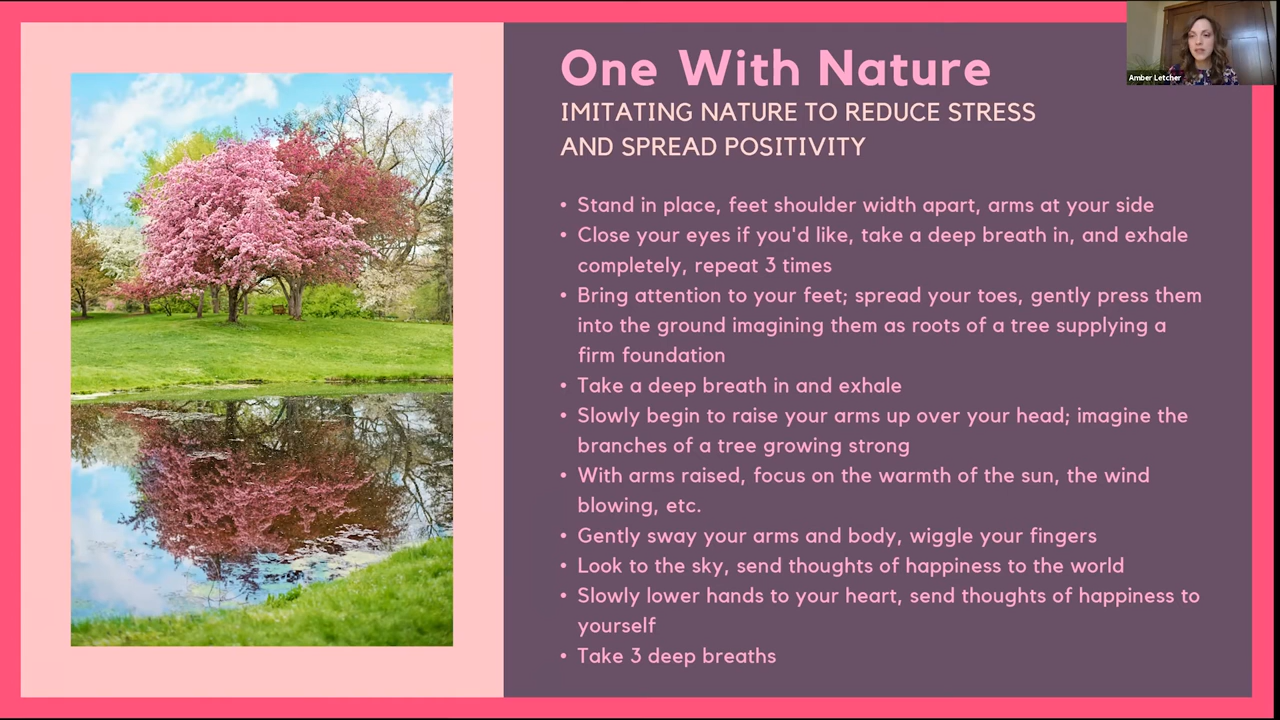 One With Nature
IMITATING NATURE TO REDUCE STRESS
AND SPREAD POSITIVITY
• Stand in place, feet shoulder width apart, arms at your side
• Close your eyes if you'd like, take a deep breath in, and exhale
completely, repeat 3 times
• Bring attention to your feet; spread your toes, gently press them
into the ground imagining them as roots of a tree supplying a
firm foundation
• Take a deep breath in and exhale
• Slowly begin to raise your arms up over your head; imagine the
branches of a tree growing strong
• With arms raised, focus on the warmth of the sun, the wind
blowing, etc.
• Gently sway your arms and body, wiggle your fingers
• Look to the sky, send thoughts of happiness to the world
• Slowly lower hands to your heart, send thoughts of happiness to
yourself
• Take 3 deep breaths
Amber Letcher